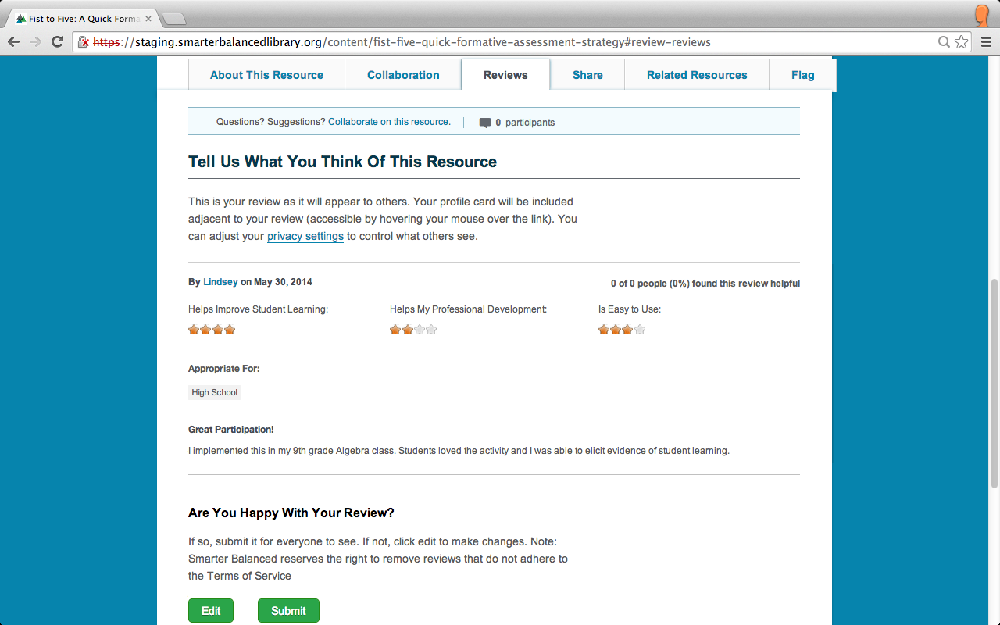 Fist to Five: A Quick Forma
https://staging.smarterbalancedlibrary.org/content/fist-five-quick-formative-assessment-strategy#review-reviews
About This Resource Collaboration Reviews Share Related Resources Flag
Questions? Suggestions? Collaborate on this resource. 0 participants
Tell Us What You Think Of This Resource
This is your review as it will appear to others. Your profile card will be included
adjacent to your review (accessible by hovering your mouse over the link). You
can adjust your privacy settings to control what others see.
By Lindsey on May 30, 2014 0 of 0 people (0%) found this review helpful
Helps Improve Student Learning: Helps My Professional Development: Is Easy to Use:
Appropriate For:
High School
Great Participation!
I implemented this in my 9th grade Algebra class. Students loved the activity and I was able to elicit evidence of student learning.
Are You Happy With Your Review?
If so, submit it for everyone to see. If not, click edit to make changes. Note:
Smarter Balanced reserves the right to remove reviews that do not adhere to
the Terms of Service
Edit Submit